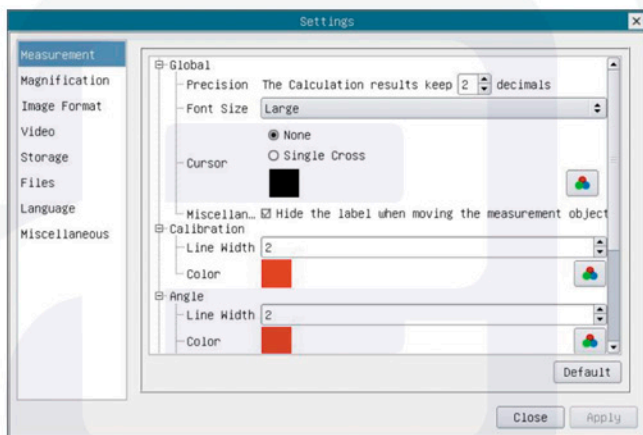 Settings
Measurement
Magnification
Image Format
Video
Storage
Files
Language
Miscellaneous
Global
Precision The Calculation results keep 2 decimals
Font Size Large
None
Cursor Single Cross
Miscellan... Hide the label when moving the measurement object
Calibration
Line Width 2
Color
Angle
Line Width 2
Color
Default
Close Apply